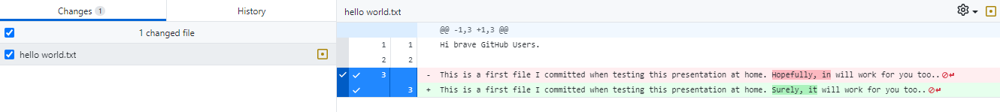 Changes 1 History
hello world.txt
1 changed file
hello world.txt
@@ -1,3 +1,3 @@
1 1 Hi brave GitHub Users.
2 2
3 - This is a first file I committed when testing this presentation at home. Hopefully, in will work for you too..
3 + This is a first file I committed when testing this presentation at home. Surely, it will work for you too..